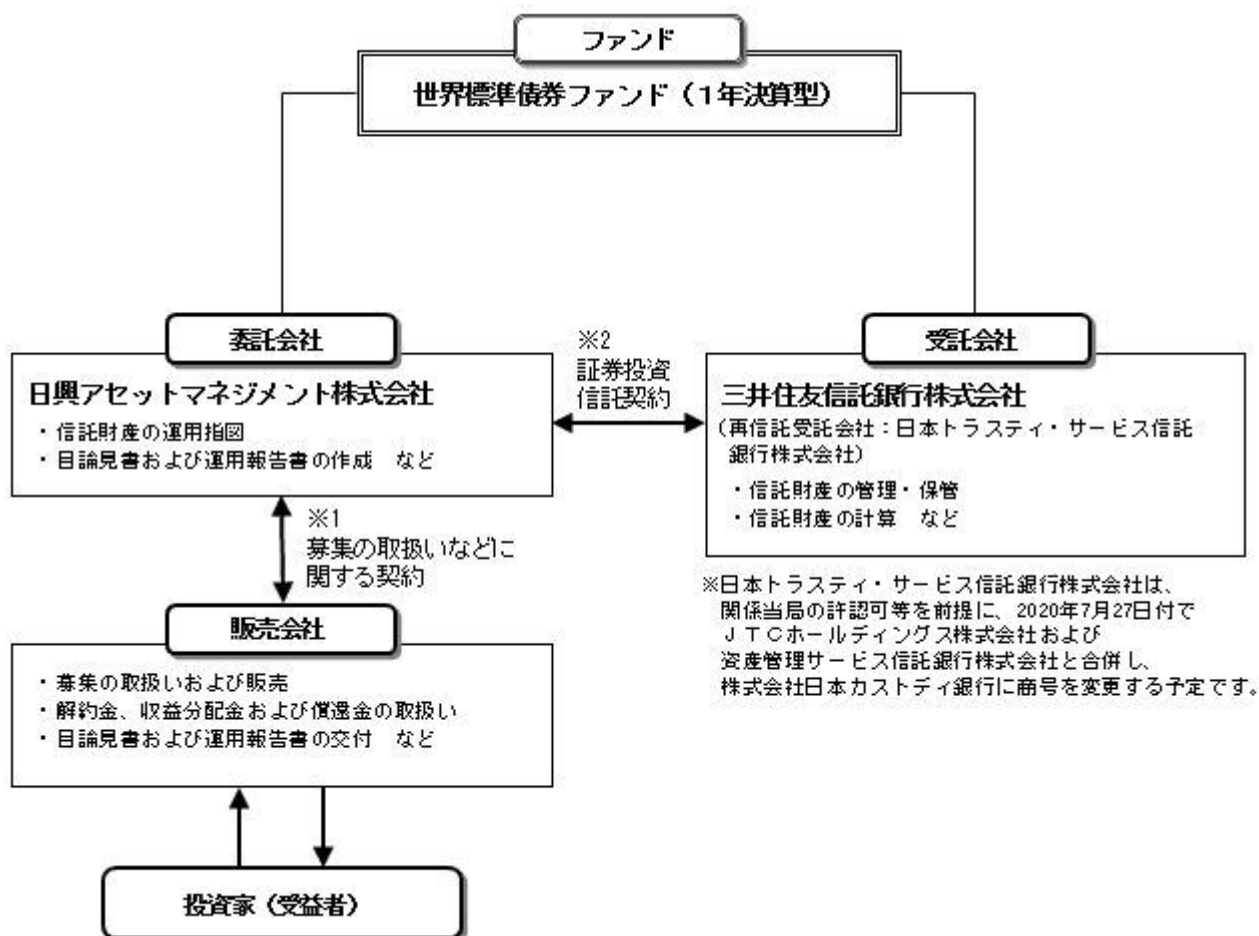 ファンド
世界標準債券ファンド（１年決算型）
委託会社
日興アセットマネジメント株式会社
・信託財産の運用指図
・目論見書および運用報告書の作成　など
※2
証券投資
信託契約
受託会社
三井住友信託銀行株式会社
（再信託受託会社：日本トラスティ・サービス信託
銀行株式会社）
・信託財産の管理・保管
・信託財産の計算　など
※1
募集の取扱いなどに
関する契約
※日本トラスティ・サービス信託銀行株式会社は、
関係当局の許認可等を前提に、2020年7月27日付で
ＪＴＣホールディングス株式会社および
資産管理サービス信託銀行株式会社と合併し、
株式会社日本カストディ銀行に商号を変更する予定です。
販売会社
・募集の取扱いおよび販売
・解約金、収益分配金および償還金の取扱い
・目論見書および運用報告書の交付　など
投資家（受益者）